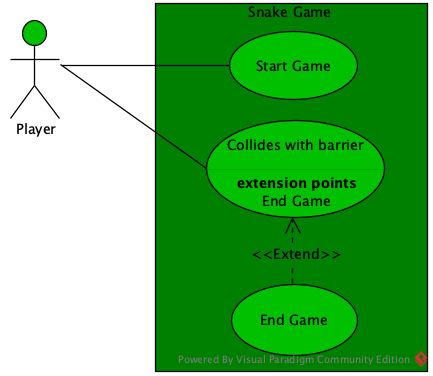 Snake Game
Start Game
Player
Collides with barrier
extension points
End Game
<<Extend>>
End Game
Powered By Visual Paradigm Community Edition